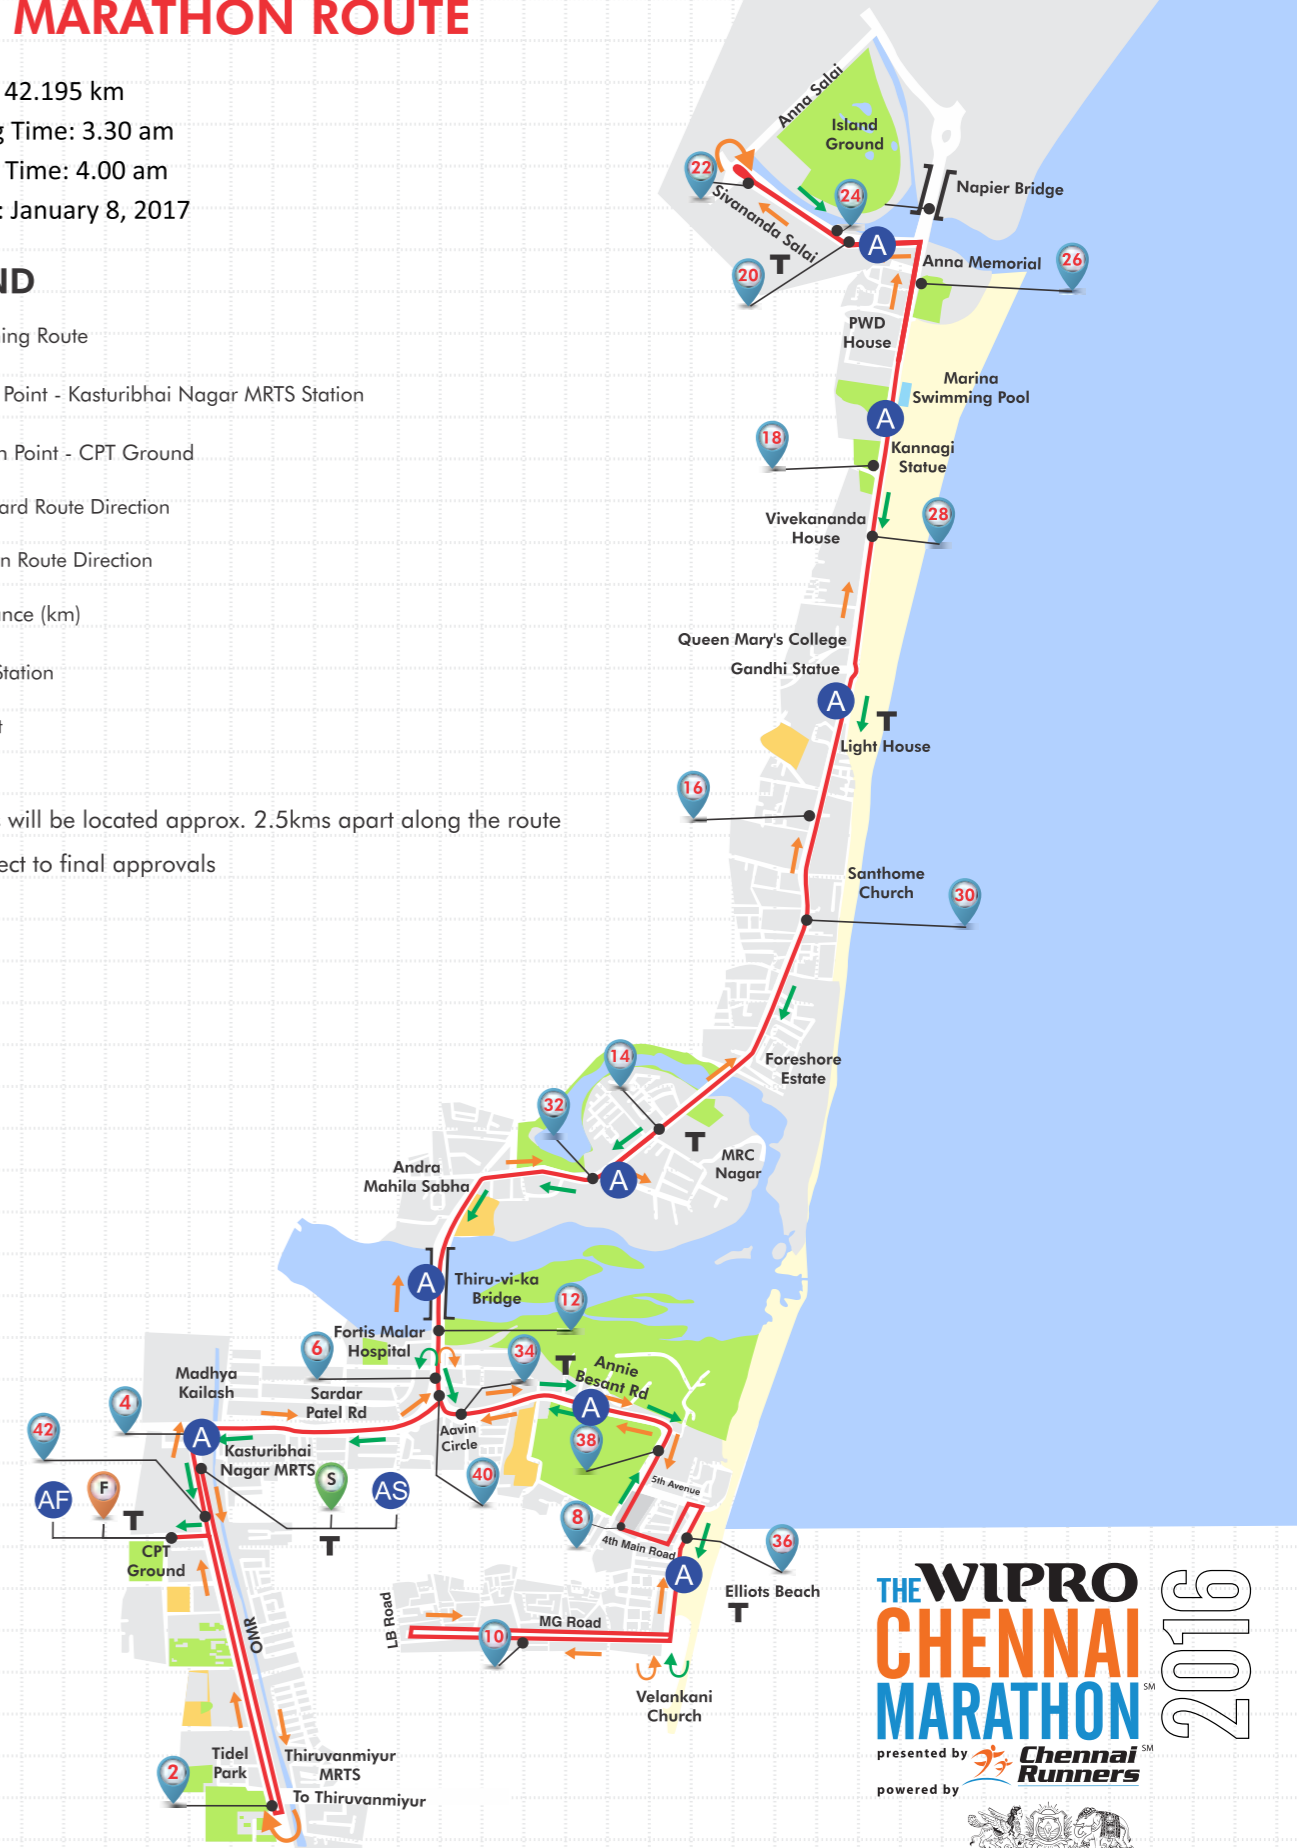 MARATHON ROUTE
42.195 km
g Time: 3.30 am
Time: 4.00 am
: January 8, 2017
ND
ing Route
Point - Kasturibhai Nagar MRTS Station
n Point - CPT Ground
ard Route Direction
n Route Direction
nce (km)
Station
t
s will be located approx. 2.5kms apart along the route
ect to final approvals
Anna Salai
Island
Ground
22
24
Napier Bridge
Sivananda Salai
A
T
20
Anna Memorial
26
PWD
House
Marina
Swimming Pool
A
18
Kannagi
Statue
Vivekananda
House
28
Queen Mary's College
Gandhi Statue
A
T
Light House
16
Santhome
Church
30
Foreshore
Estate
14
32
T
MRC
Nagar
A
Andra
Mahila Sabha
A
Thiru-vi-ka
Bridge
12
Fortis Malar
Hospital
6
34
T
Annie
Besant Rd
Madhya
Kailash
Sardar
Patel Rd
4
A
A
42
Aavin
Circle
38
Kasturibhai
Nagar MRTS
40
5th Avenue
AF
F
S
AS
T
T
8
4th Main Road
36
CPT
Ground
A
Elliots Beach
T
LB Road
MG Road
10
OMR
Velankani
Church
Tidel
Park
Thiruvanmiyur
MRTS
2
To Thiruvanmiyur
THE WIPRO
CHENNAI
MARATHON SM
2016
presented by Chennai SM
Runners
powered by